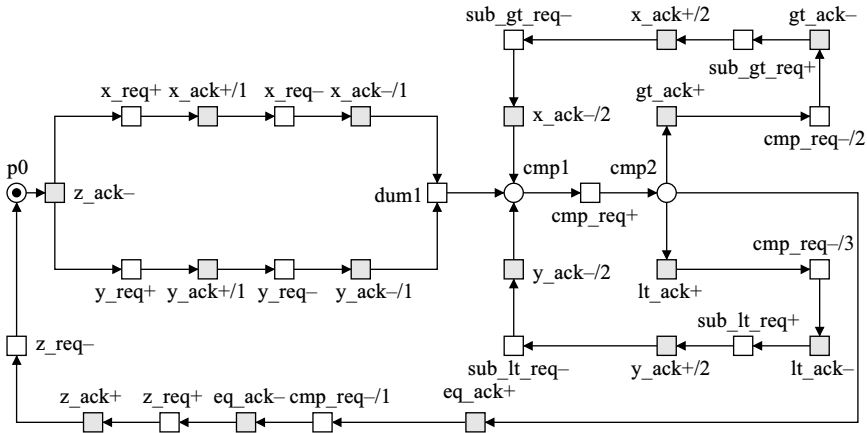 sub_gt_req– x_ack+/2 gt_ack–
sub_gt_req+
x_req+ x_ack+/1 x_req– x_ack–/1 gt_ack+
x_ack–/2 cmp_req–/2
p0 cmp1 cmp2
z_ack– dum1 cmp_req+
cmp_req–/3
y_ack–/2
y_req+ y_ack+/1 y_req– y_ack–/1 lt_ack+
sub_lt_req+
z_req–
sub_lt_req– y_ack+/2 lt_ack–
z_ack+ z_req+ eq_ack– cmp_req–/1 eq_ack+